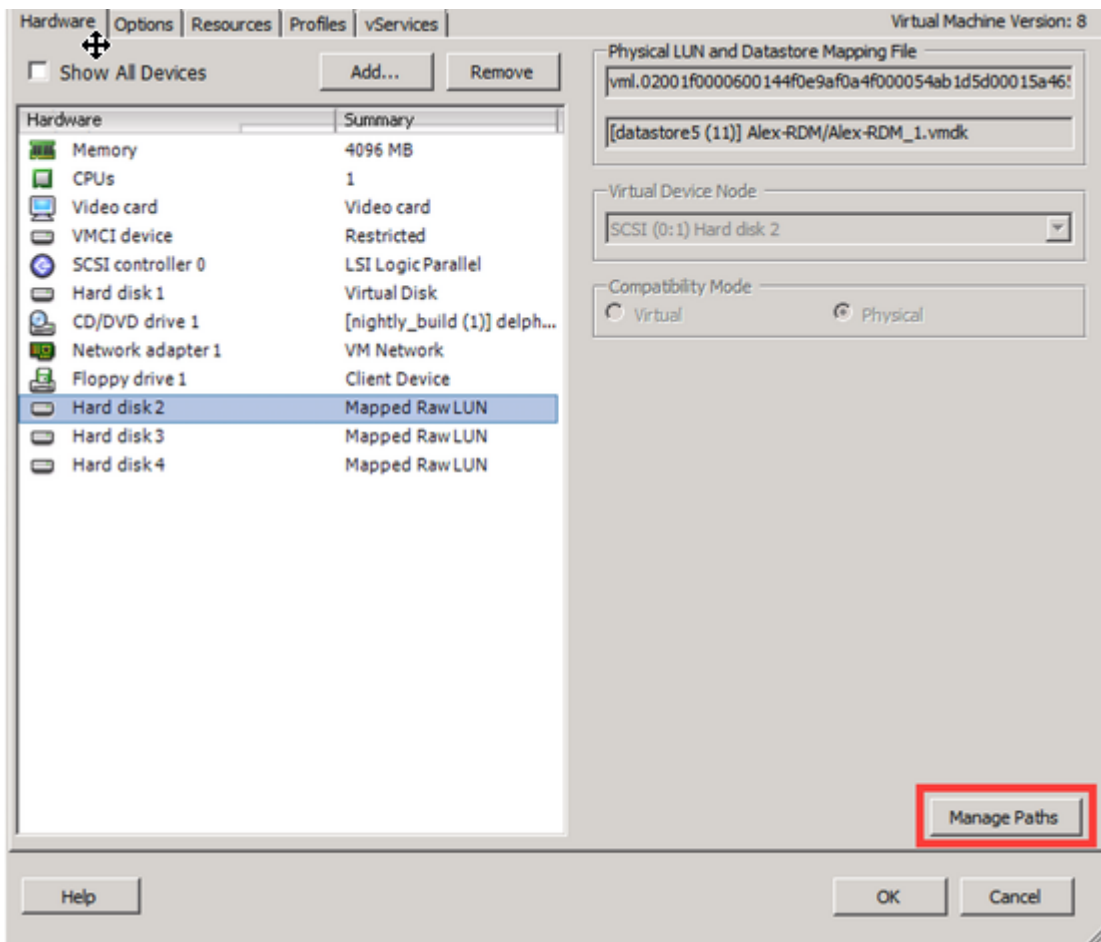 Hardware Options Resources Profiles vServices Virtual Machine Version: 8
Show All Devices Add... Remove
Hardware Summary
Memory 4096 MB
CPUs 1
Video card Video card
VMCI device Restricted
SCSI controller 0 LSI Logic Parallel
Hard disk 1 Virtual Disk
CD/DVD drive 1 [nightly_build (1)] delph...
Network adapter 1 VM Network
Floppy drive 1 Client Device
Hard disk 2 Mapped Raw LUN
Hard disk 3 Mapped Raw LUN
Hard disk 4 Mapped Raw LUN
Physical LUN and Datastore Mapping File
vml.02001f0000600144f0e9af0a4f000054ab1d5d00015a465
[datastore5 (11)] Alex-RDM/Alex-RDM_1.vmdk
Virtual Device Node
SCSI (0:1) Hard disk 2
Compatibility Mode
Virtual Physical
Manage Paths
Help OK Cancel